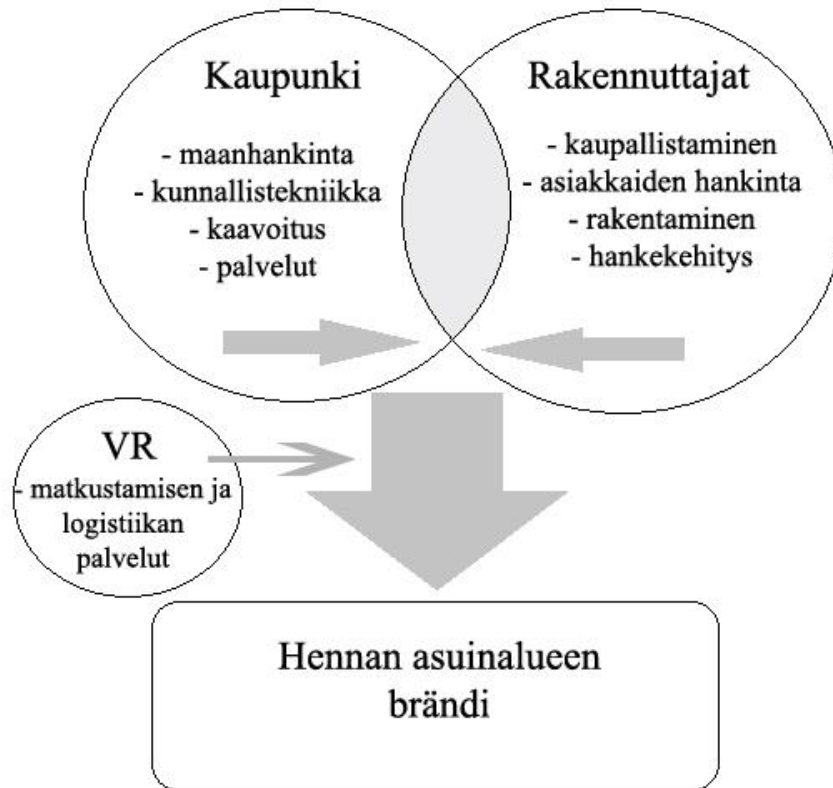 Kaupunki
- maanhankinta
- kunnallistekniikka
- kaavoitus
- palvelut
Rakennuttajat
- kaupallistaminen
- asiakkaiden hankinta
- rakentaminen
- hankekehitys
VR
- matkustamisen ja
logistiikan
palvelut
Hennan asuinalueen
brändi